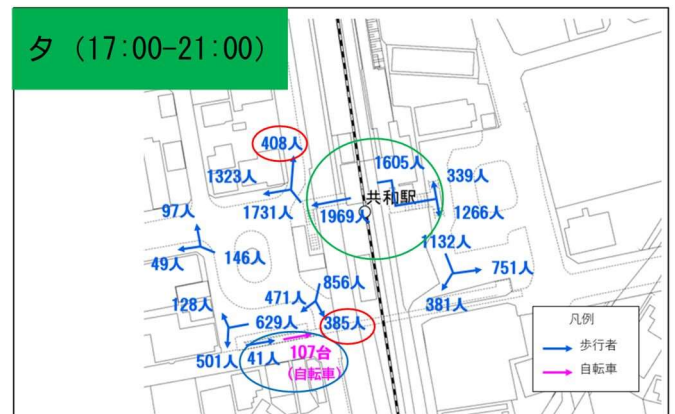 夕 (17:00-21:00)
408人
1323人
1605人
339人
97人
1731人
共和駅
1969人
1266人
1132人
49人
146人
751人
856人
471人
381人
128人
629人
385人
501人
41人
107台
(自転車)
凡例
歩行者
自転車